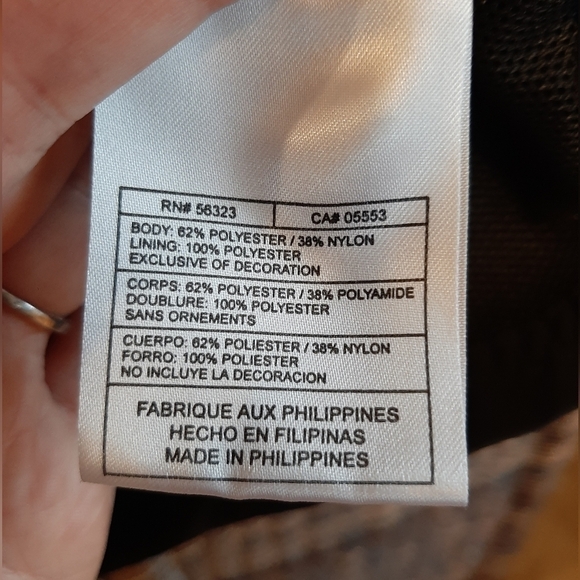 RN# 56323 CA# 05553
BODY: 62% POLYESTER / 38% NYLON
LINING: 100% POLYESTER
EXCLUSIVE OF DECORATION
CORPS: 62% POLYESTER / 38% POLYAMIDE
DOUBLURE: 100% POLYESTER
SANS ORNEMENTS
CUERPO: 62% POLIESTER / 38% NYLON
FORRO: 100% POLIESTER
NO INCLUYE LA DECORACION
FABRIQUE AUX PHILIPPINES
HECHO EN FILIPINAS
MADE IN PHILIPPINES